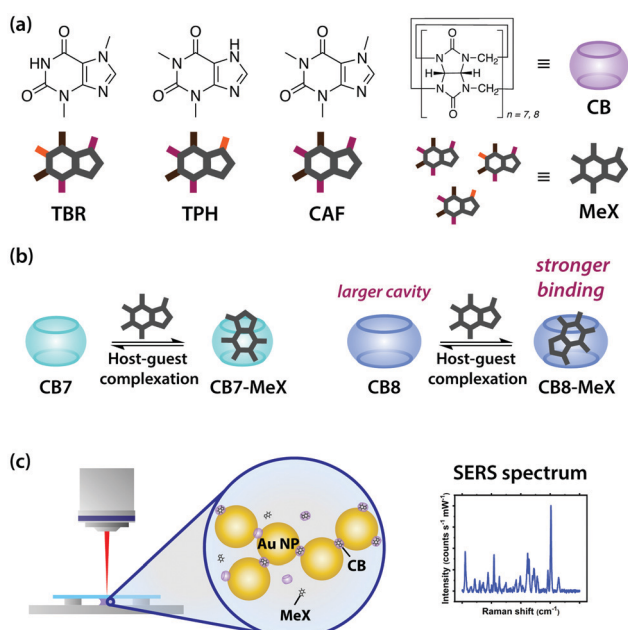 (a)
O
N
HN
O
N
N
TBR
O
H
N
N
O
N
N
TPH
O
N
N
O
N
N
CAF
O
N N CH2
H H
N N CH2
O
n = 7, 8
≡
CB
≡
MeX
(b)
CB7
Host-guest
complexation
CB7-MeX
larger cavity
CB8
Host-guest
complexation
stronger
binding
CB8-MeX
(c)
Au NP
CB
MeX
SERS spectrum
Intensity (counts s⁻¹ mW⁻¹)
Raman shift (cm⁻¹)